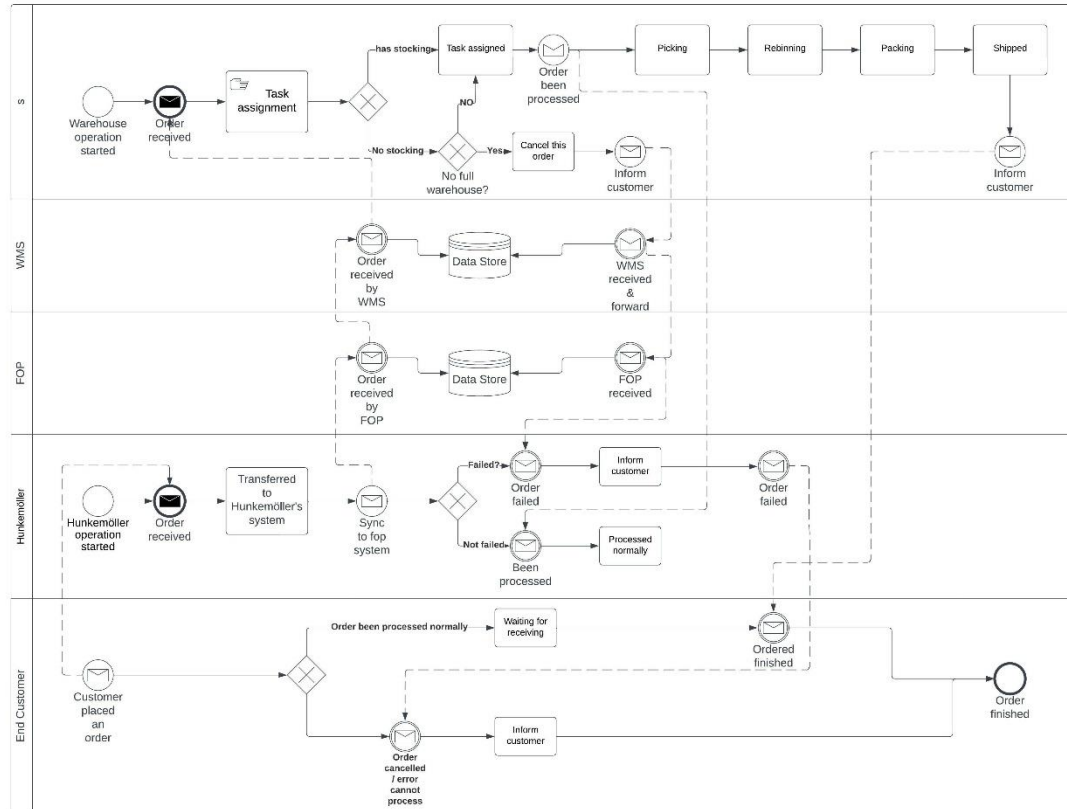 s
has stocking
Task assigned
Order
been
processed
Picking
Rebinning
Packing
Shipped
Task
assignment
Warehouse
operation
started
Order
received
NO
No stocking
Yes
No full
warehouse?
Cancel this
order
Inform
customer
Inform
customer
WMS
Order
received
by
WMS
Data Store
WMS
received
&
forward
FOP
Order
received
by
FOP
Data Store
FOP
received
Hunkemöller
Hunkemöller
operation
started
Order
received
Transferred
to
Hunkemöller's
system
Sync
to fop
system
Failed?
Order
failed
Inform
customer
Order
failed
Not failed
Been
processed
Processed
normally
End Customer
Customer
placed
an
order
Order been processed normally
Waiting for
receiving
Ordered
finished
Order
cancelled
/ error
cannot
process
Inform
customer
Order
finished